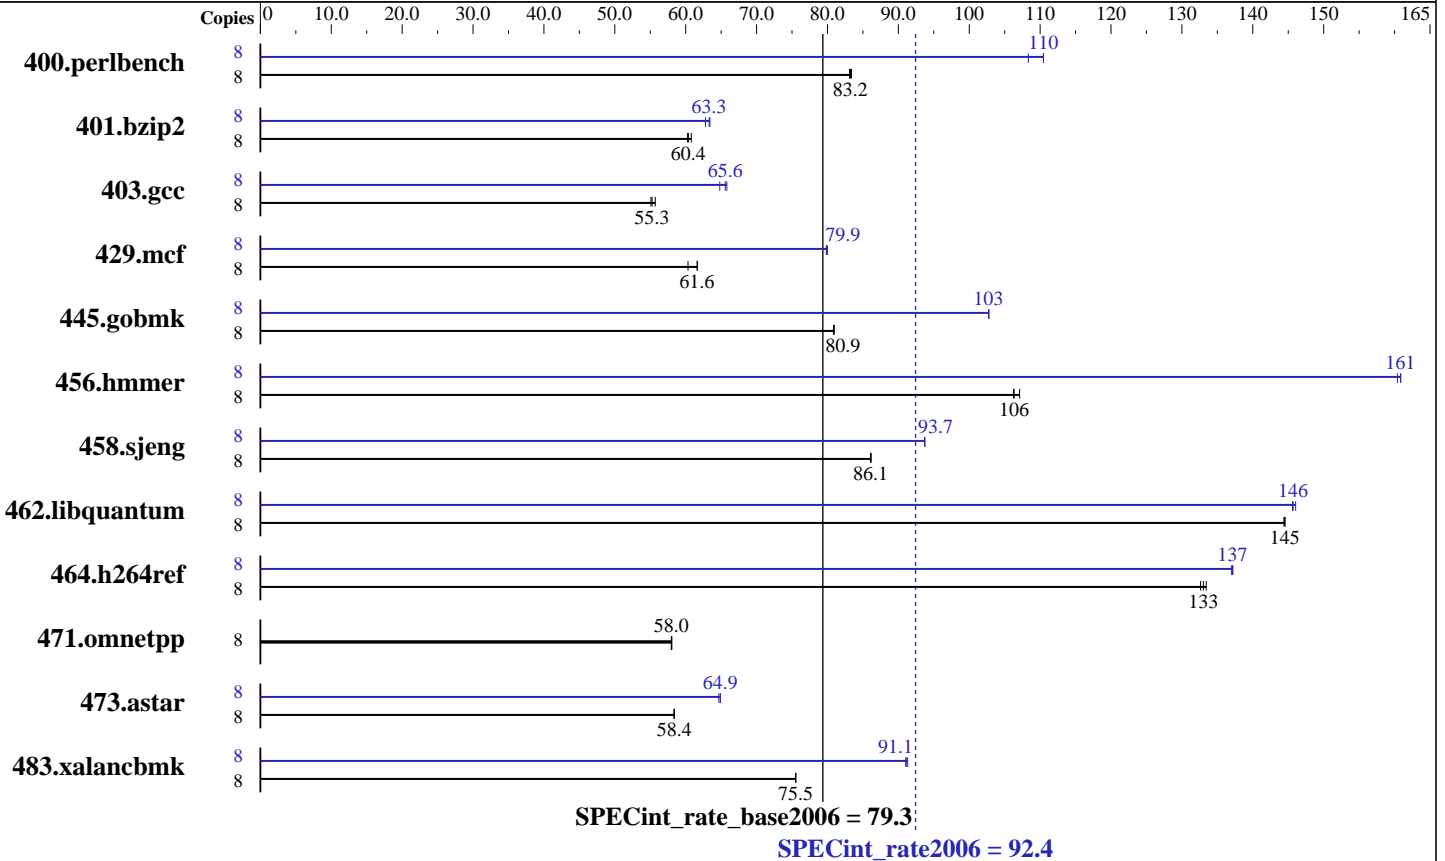 Copies 0 10.0 20.0 30.0 40.0 50.0 60.0 70.0 80.0 90.0 100 110 120 130 140 150 165
400.perlbench 8 110
8 83.2
401.bzip2 8 63.3
8 60.4
403.gcc 8 65.6
8 55.3
429.mcf 8 79.9
8 61.6
445.gobmk 8 103
8 80.9
456.hmmer 8 161
8 106
458.sjeng 8 93.7
8 86.1
462.libquantum 8 146
8 145
464.h264ref 8 137
8 133
471.omnetpp 8 58.0
473.astar 8 64.9
8 58.4
483.xalancbmk 8 91.1
8 75.5
SPECint_rate_base2006 = 79.3
SPECint_rate2006 = 92.4